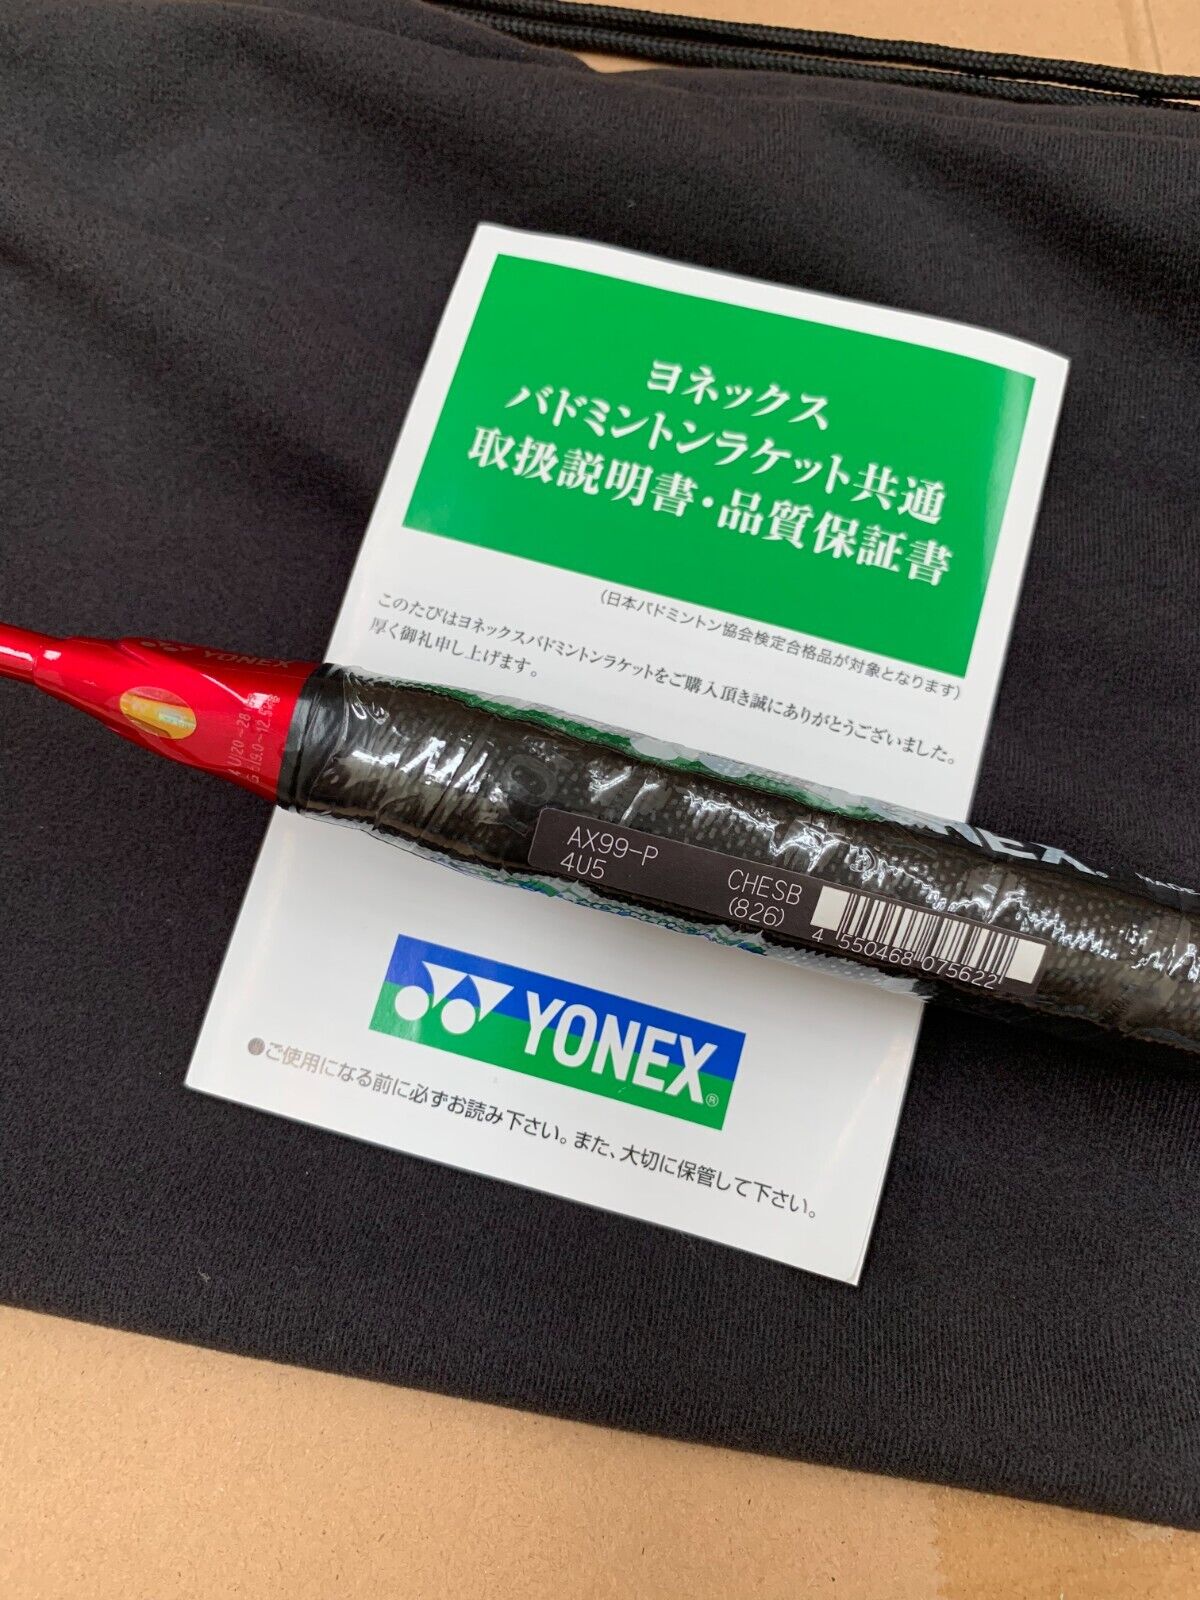 ヨネックス
バドミントンラケット共通
取扱説明書・品質保証書
(日本バドミントン協会検定合格品が対象となります)
このたびはヨネックスバドミントンラケットをご購入頂き誠にありがとうございました。
厚く御礼申し上げます。
YONEX
AX99-P
4U5
CHESB
(826)
4 550468 075622
YONEX®
●ご使用になる前に必ずお読み下さい。また、大切に保管して下さい。